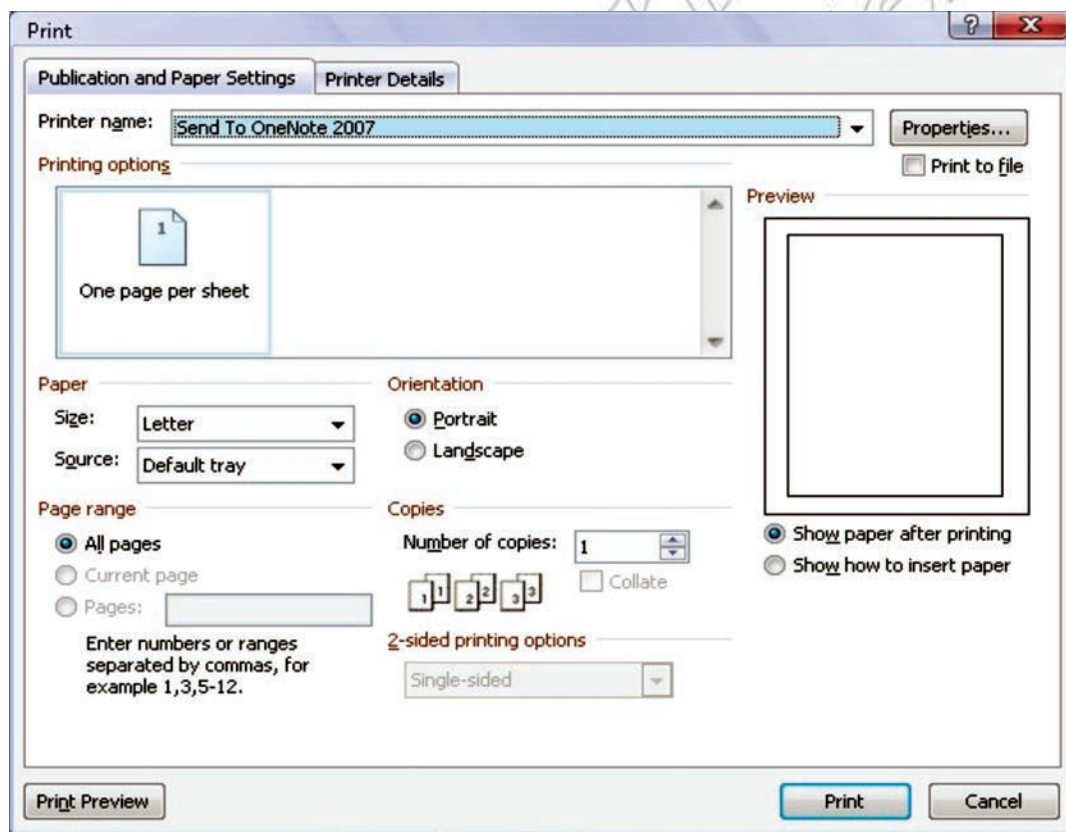 Print
Publication and Paper Settings
Printer Details
Printer name:
Send To OneNote 2007
Properties...
Printing options
Print to file
1
One page per sheet
Preview
Paper
Size:
Letter
Source:
Default tray
Orientation
Portrait
Landscape
Page range
All pages
Current page
Pages:
Enter numbers or ranges
separated by commas, for
example 1,3,5-12.
Copies
Number of copies:
1
1 1 2 2 3 3
Collate
2-sided printing options
Single-sided
Show paper after printing
Show how to insert paper
Print Preview
Print
Cancel